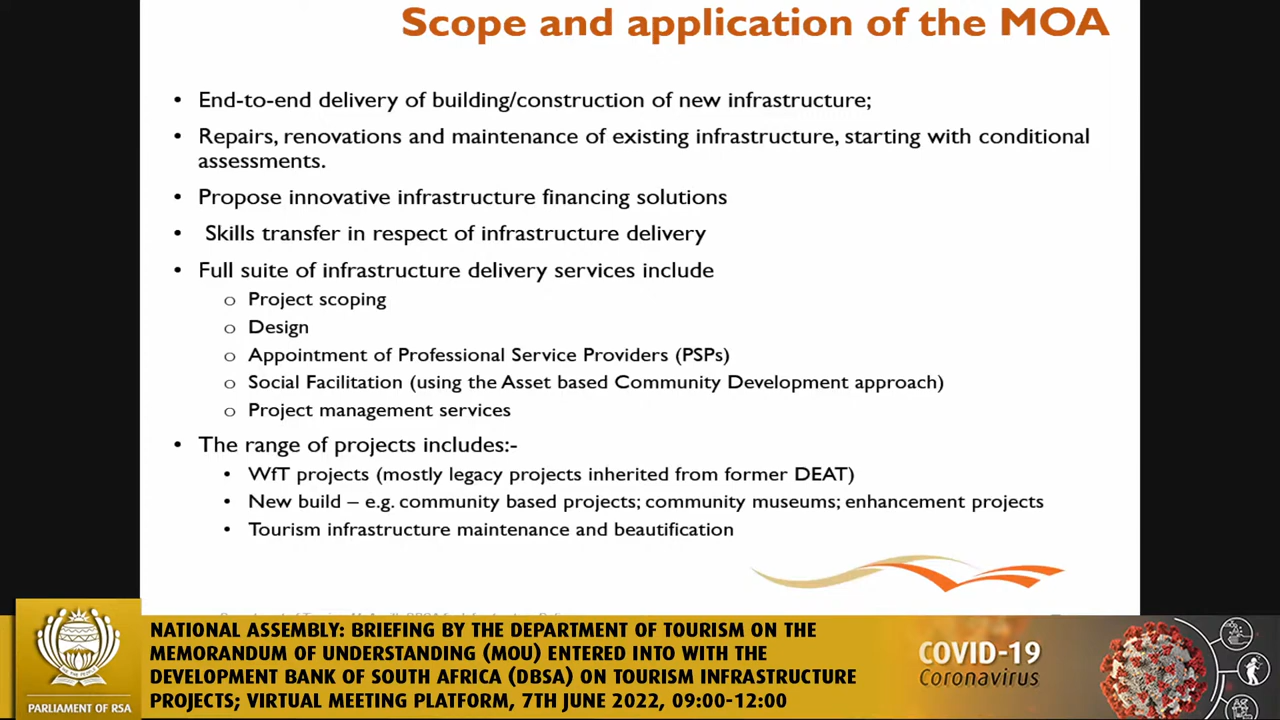 Scope and application of the MOA
• End-to-end delivery of building/construction of new infrastructure;
• Repairs, renovations and maintenance of existing infrastructure, starting with conditional
assessments.
• Propose innovative infrastructure financing solutions
• Skills transfer in respect of infrastructure delivery
• Full suite of infrastructure delivery services include
o Project scoping
o Design
o Appointment of Professional Service Providers (PSPs)
o Social Facilitation (using the Asset based Community Development approach)
o Project management services
• The range of projects includes:-
• WfT projects (mostly legacy projects inherited from former DEAT)
• New build – e.g. community based projects; community museums; enhancement projects
• Tourism infrastructure maintenance and beautification
PARLIAMENT OF RSA
NATIONAL ASSEMBLY: BRIEFING BY THE DEPARTMENT OF TOURISM ON THE
MEMORANDUM OF UNDERSTANDING (MOU) ENTERED INTO WITH THE
DEVELOPMENT BANK OF SOUTH AFRICA (DBSA) ON TOURISM INFRASTRUCTURE
PROJECTS; VIRTUAL MEETING PLATFORM, 7TH JUNE 2022, 09:00-12:00
COVID-19
Coronavirus